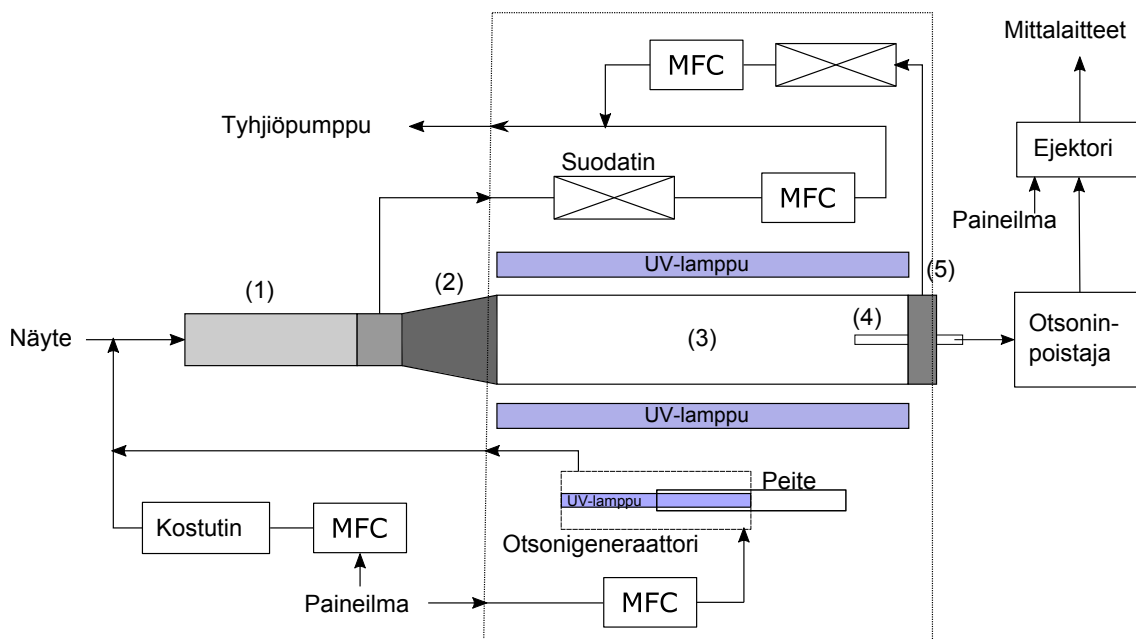 Mittalaitteet
MFC
Tyhjiöpumppu
Ejektori
Suodatin
MFC
Paineilma
UV-lamppu
(5)
(1)
(2)
(4)
Näyte
(3)
Otsonin-
poistaja
UV-lamppu
Peite
UV-lamppu
Kostutin
MFC
Otsonigeneraattori
Paineilma
MFC